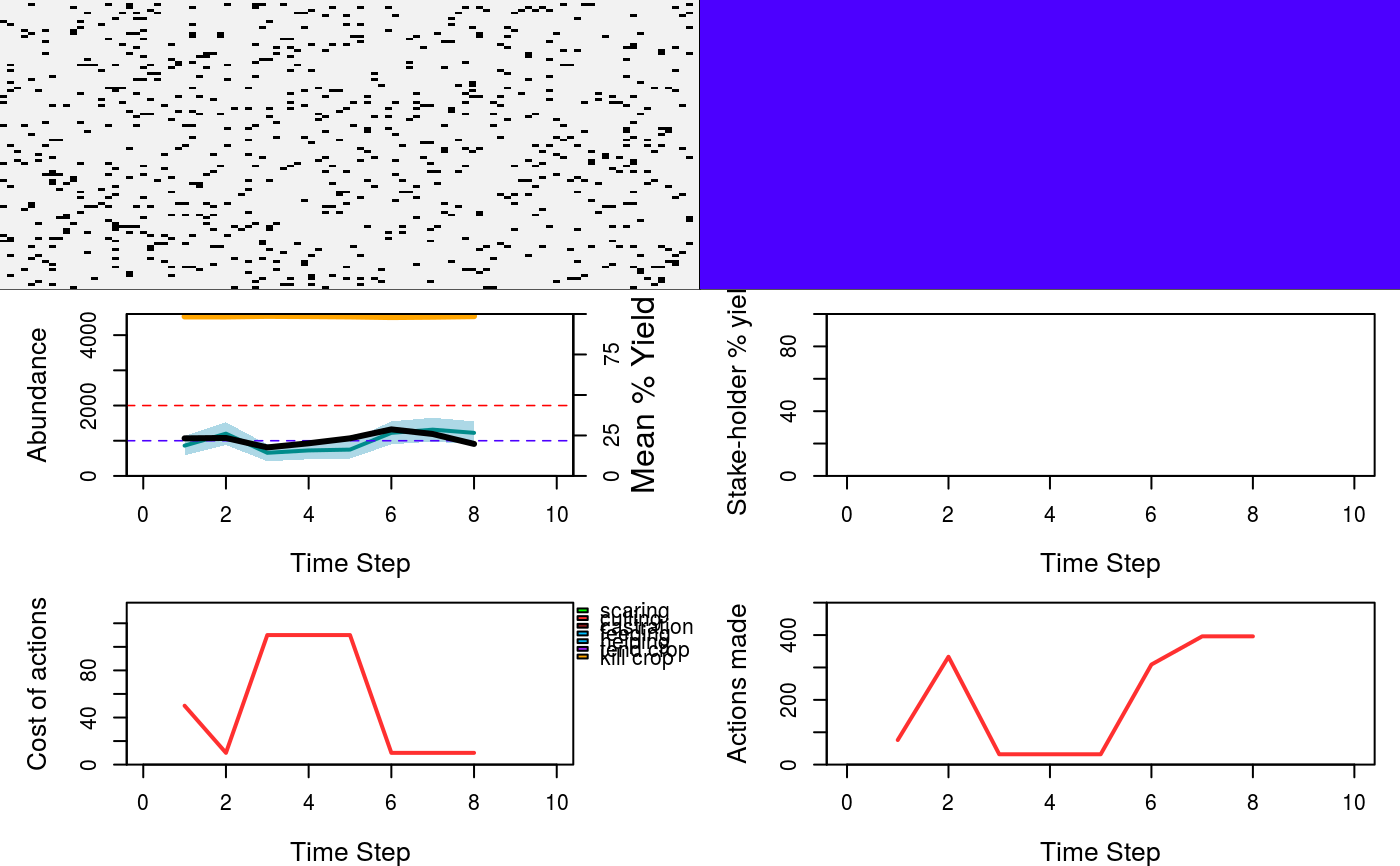 Abundance
0 2000 4000
0 2 4 6 8 10
Time Step
0 25 75
Mean % Yield
Stake-holder % yiel
0 40 80
0 2 4 6 8 10
Time Step
Cost of actions
0 40 80
0 2 4 6 8 10
Time Step
scaring
culling
castration
feeding
helping
tend crop
kill crop
Actions made
0 200 400
0 2 4 6 8 10
Time Step